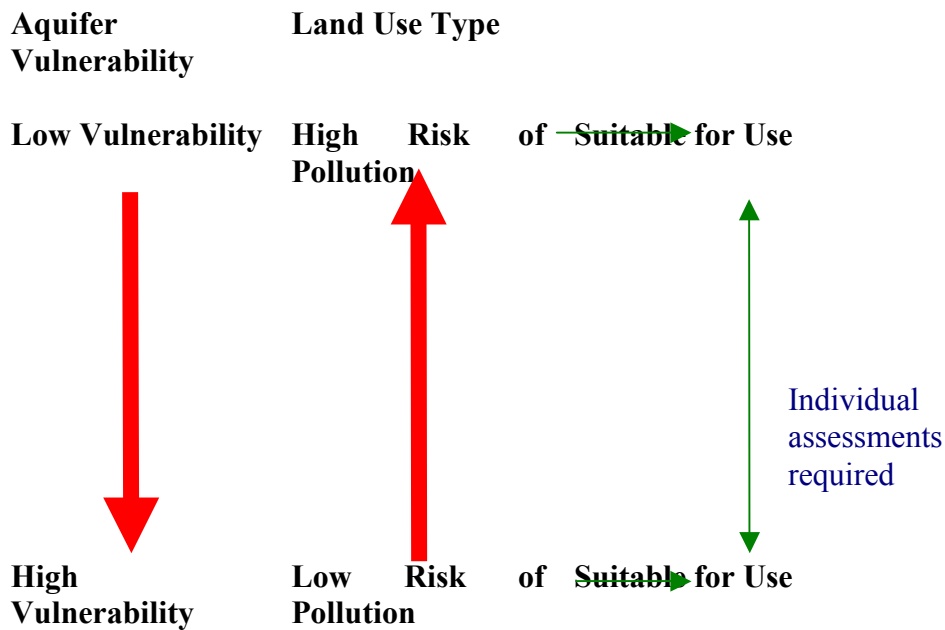 Aquifer Vulnerability
Land Use Type
Low Vulnerability
High Risk of Pollution
Suitable for Use
Individual
assessments
required
High Vulnerability
Low Risk of Pollution
Suitable for Use